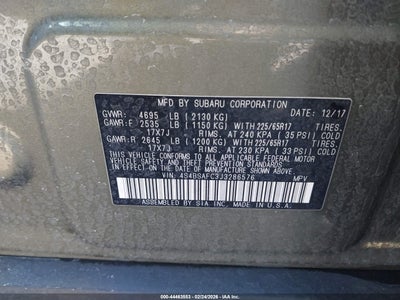 MFD BY SUBARU CORPORATION
GVWR: 4695 LB (2130 KG) DATE 12/17
GAWR:F 2535 LB (1150 KG) WITH 225/65R17 TIRES.
17X7J RIMS. AT 240 KPA (35 PSI) COLD
GAWR:R 2645 LB (1200 KG) WITH 225/65R17 TIRES.
17X7J RIMS. AT 230 KPA (33 PSI) COLD
THIS VEHICLE CONFORMS TO ALL APPLICABLE FEDERAL MOTOR
VEHICLE SAFETY AND THEFT PREVENTION STANDARDS
IN EFFECT ON THE DATE OF MANUFACTURE SHOWN ABOVE.
VIN: 4S4BSAFC3J3286576 MPV
ASSEMBLED BY SIA INC. MADE IN U.S.A.
OWN: 44463553 | 02/24/2026 | IAA Inc.